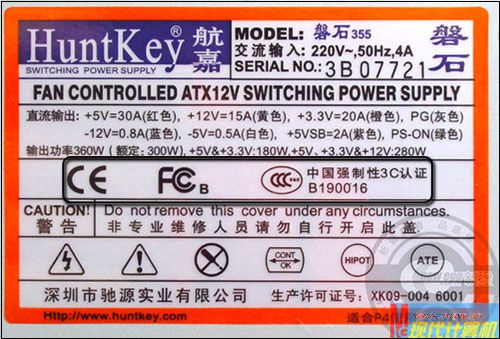 HuntKey 航嘉
SWITCHING POWER SUPPLY
MODEL: 磐石355
交流输入: 220V~,50Hz,4A
SERIAL NO.: 3B07721
磐石
FAN CONTROLLED ATX12V SWITCHING POWER SUPPLY
直流输出: +5V=30A(红色), +12V=15A(黄色), +3.3V=20A(橙色), PG(灰色)
-12V=0.8A(蓝色), -5V=0.5A(白色), +5VSB=2A(紫色), PS-ON(绿色)
输出功率360W (额定: 300W), +5V&+3.3V:180W,+5V、+3.3V&+12V:280W
CE FC B CCC 中国强制性3C认证
B190016
CAUTION! Do not remove this cover under any circumstances.
警告 非专业维修人员请勿自行开启此盖
CONT OK HIPOT ATE
深圳市驰源实业有限公司 生产许可证号: XK09-004 6001
Http://www.huntkey.com 适合P4
现代计算机